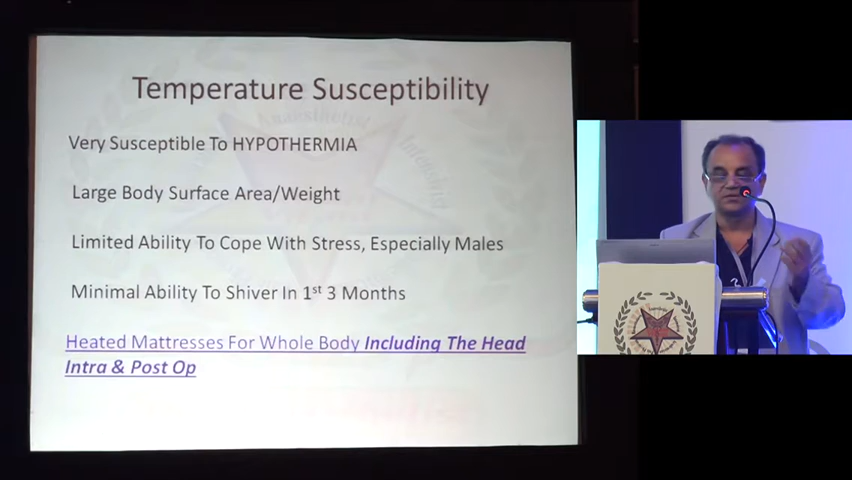 Temperature Susceptibility
Very Susceptible To HYPOTHERMIA
Large Body Surface Area/Weight
Limited Ability To Cope With Stress, Especially Males
Minimal Ability To Shiver In 1st 3 Months
Heated Mattresses For Whole Body Including The Head
Intra & Post Op
Anaesthetist
Intensivist